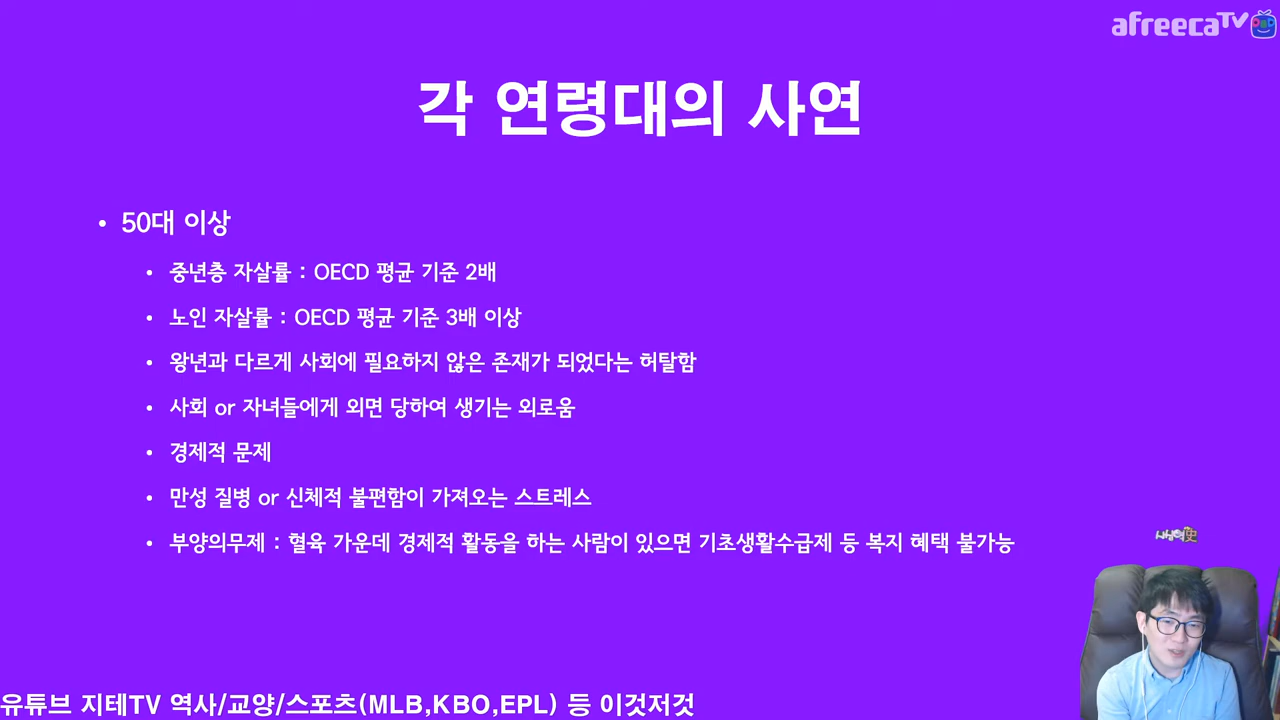 afreecaTV
각 연령대의 사연
• 50대 이상
• 중년층 자살률 : OECD 평균 기준 2배
• 노인 자살률 : OECD 평균 기준 3배 이상
• 왕년과 다르게 사회에 필요하지 않은 존재가 되었다는 허탈함
• 사회 or 자녀들에게 외면 당하여 생기는 외로움
• 경제적 문제
• 만성 질병 or 신체적 불편함이 가져오는 스트레스
• 부양의무제 : 혈육 가운데 경제적 활동을 하는 사람이 있으면 기초생활수급제 등 복지 혜택 불가능
유튜브 지테TV 역사/교양/스포츠(MLB,KBO,EPL) 등 이것저것